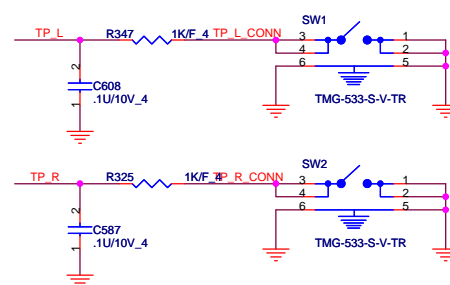 SW1
TP_L R347 1K/F_4 TP_L_CONN 3 1
4 2
6 5
2
C608
.1U/10V_4
1
TMG-533-S-V-TR
SW2
TP_R R325 1K/F_4 TP_R_CONN 3 1
4 2
6 5
2
C587
.1U/10V_4
1
TMG-533-S-V-TR